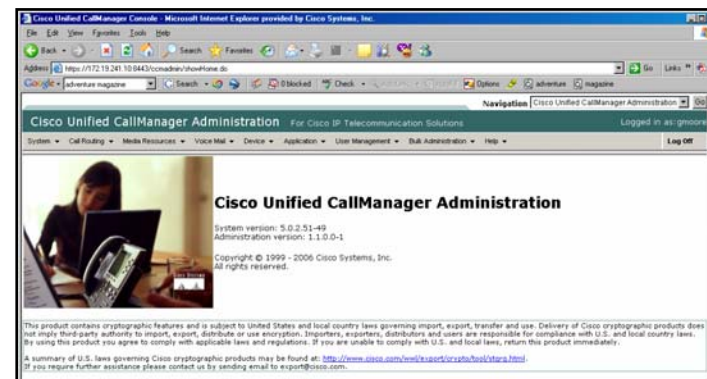 Cisco Unified CallManager Console - Microsoft Internet Explorer provided by Cisco Systems, Inc.
File Edit View Favorites Tools Help
Back Search Favorites
Address https://172.19.241.10:8443/ccmadmin/showHome.do Go Links
Google adventure magazine Search 0 blocked Check Options adventure magazine
Navigation Cisco Unified CallManager Administration Go
Cisco Unified CallManager Administration For Cisco IP Telecommunication Solutions Logged in as: gmoore
System Call Routing Media Resources Voice Mail Device Application User Management Bulk Administration Help Log Off
Cisco Unified CallManager Administration
System version: 5.0.2.51-49
Administration version: 1.1.0.0-1
Copyright © 1999 - 2006 Cisco Systems, Inc.
All rights reserved.
Cisco Systems
This product contains cryptographic features and is subject to United States and local country laws governing import, export, transfer and use. Delivery of Cisco cryptographic products does
not imply third-party authority to import, export, distribute or use encryption. Importers, exporters, distributors and users are responsible for compliance with U.S. and local country laws.
By using this product you agree to comply with applicable laws and regulations. If you are unable to comply with U.S. and local laws, return this product immediately.
A summary of U.S. laws governing Cisco cryptographic products may be found at: http://www.cisco.com/wwl/export/crypto/tool/stqrg.html.
If you require further assistance please contact us by sending email to export@cisco.com.